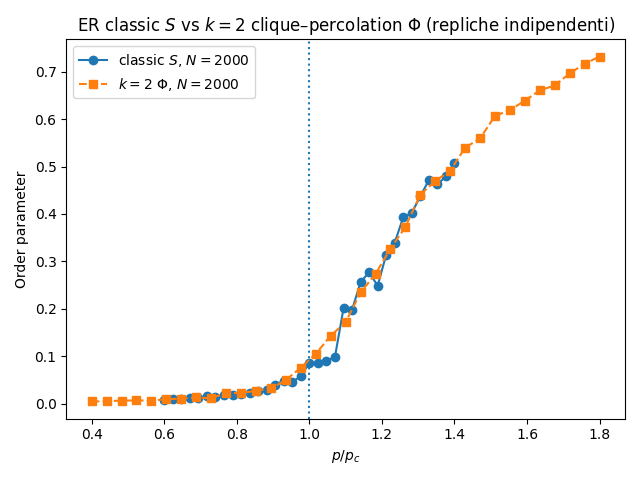 ER classic S vs k = 2 clique–percolation Φ (repliche indipendenti)
classic S, N = 2000
k = 2 Φ, N = 2000
Order parameter
0.7
0.6
0.5
0.4
0.3
0.2
0.1
0.0
0.4 0.6 0.8 1.0 1.2 1.4 1.6 1.8
p/p_c